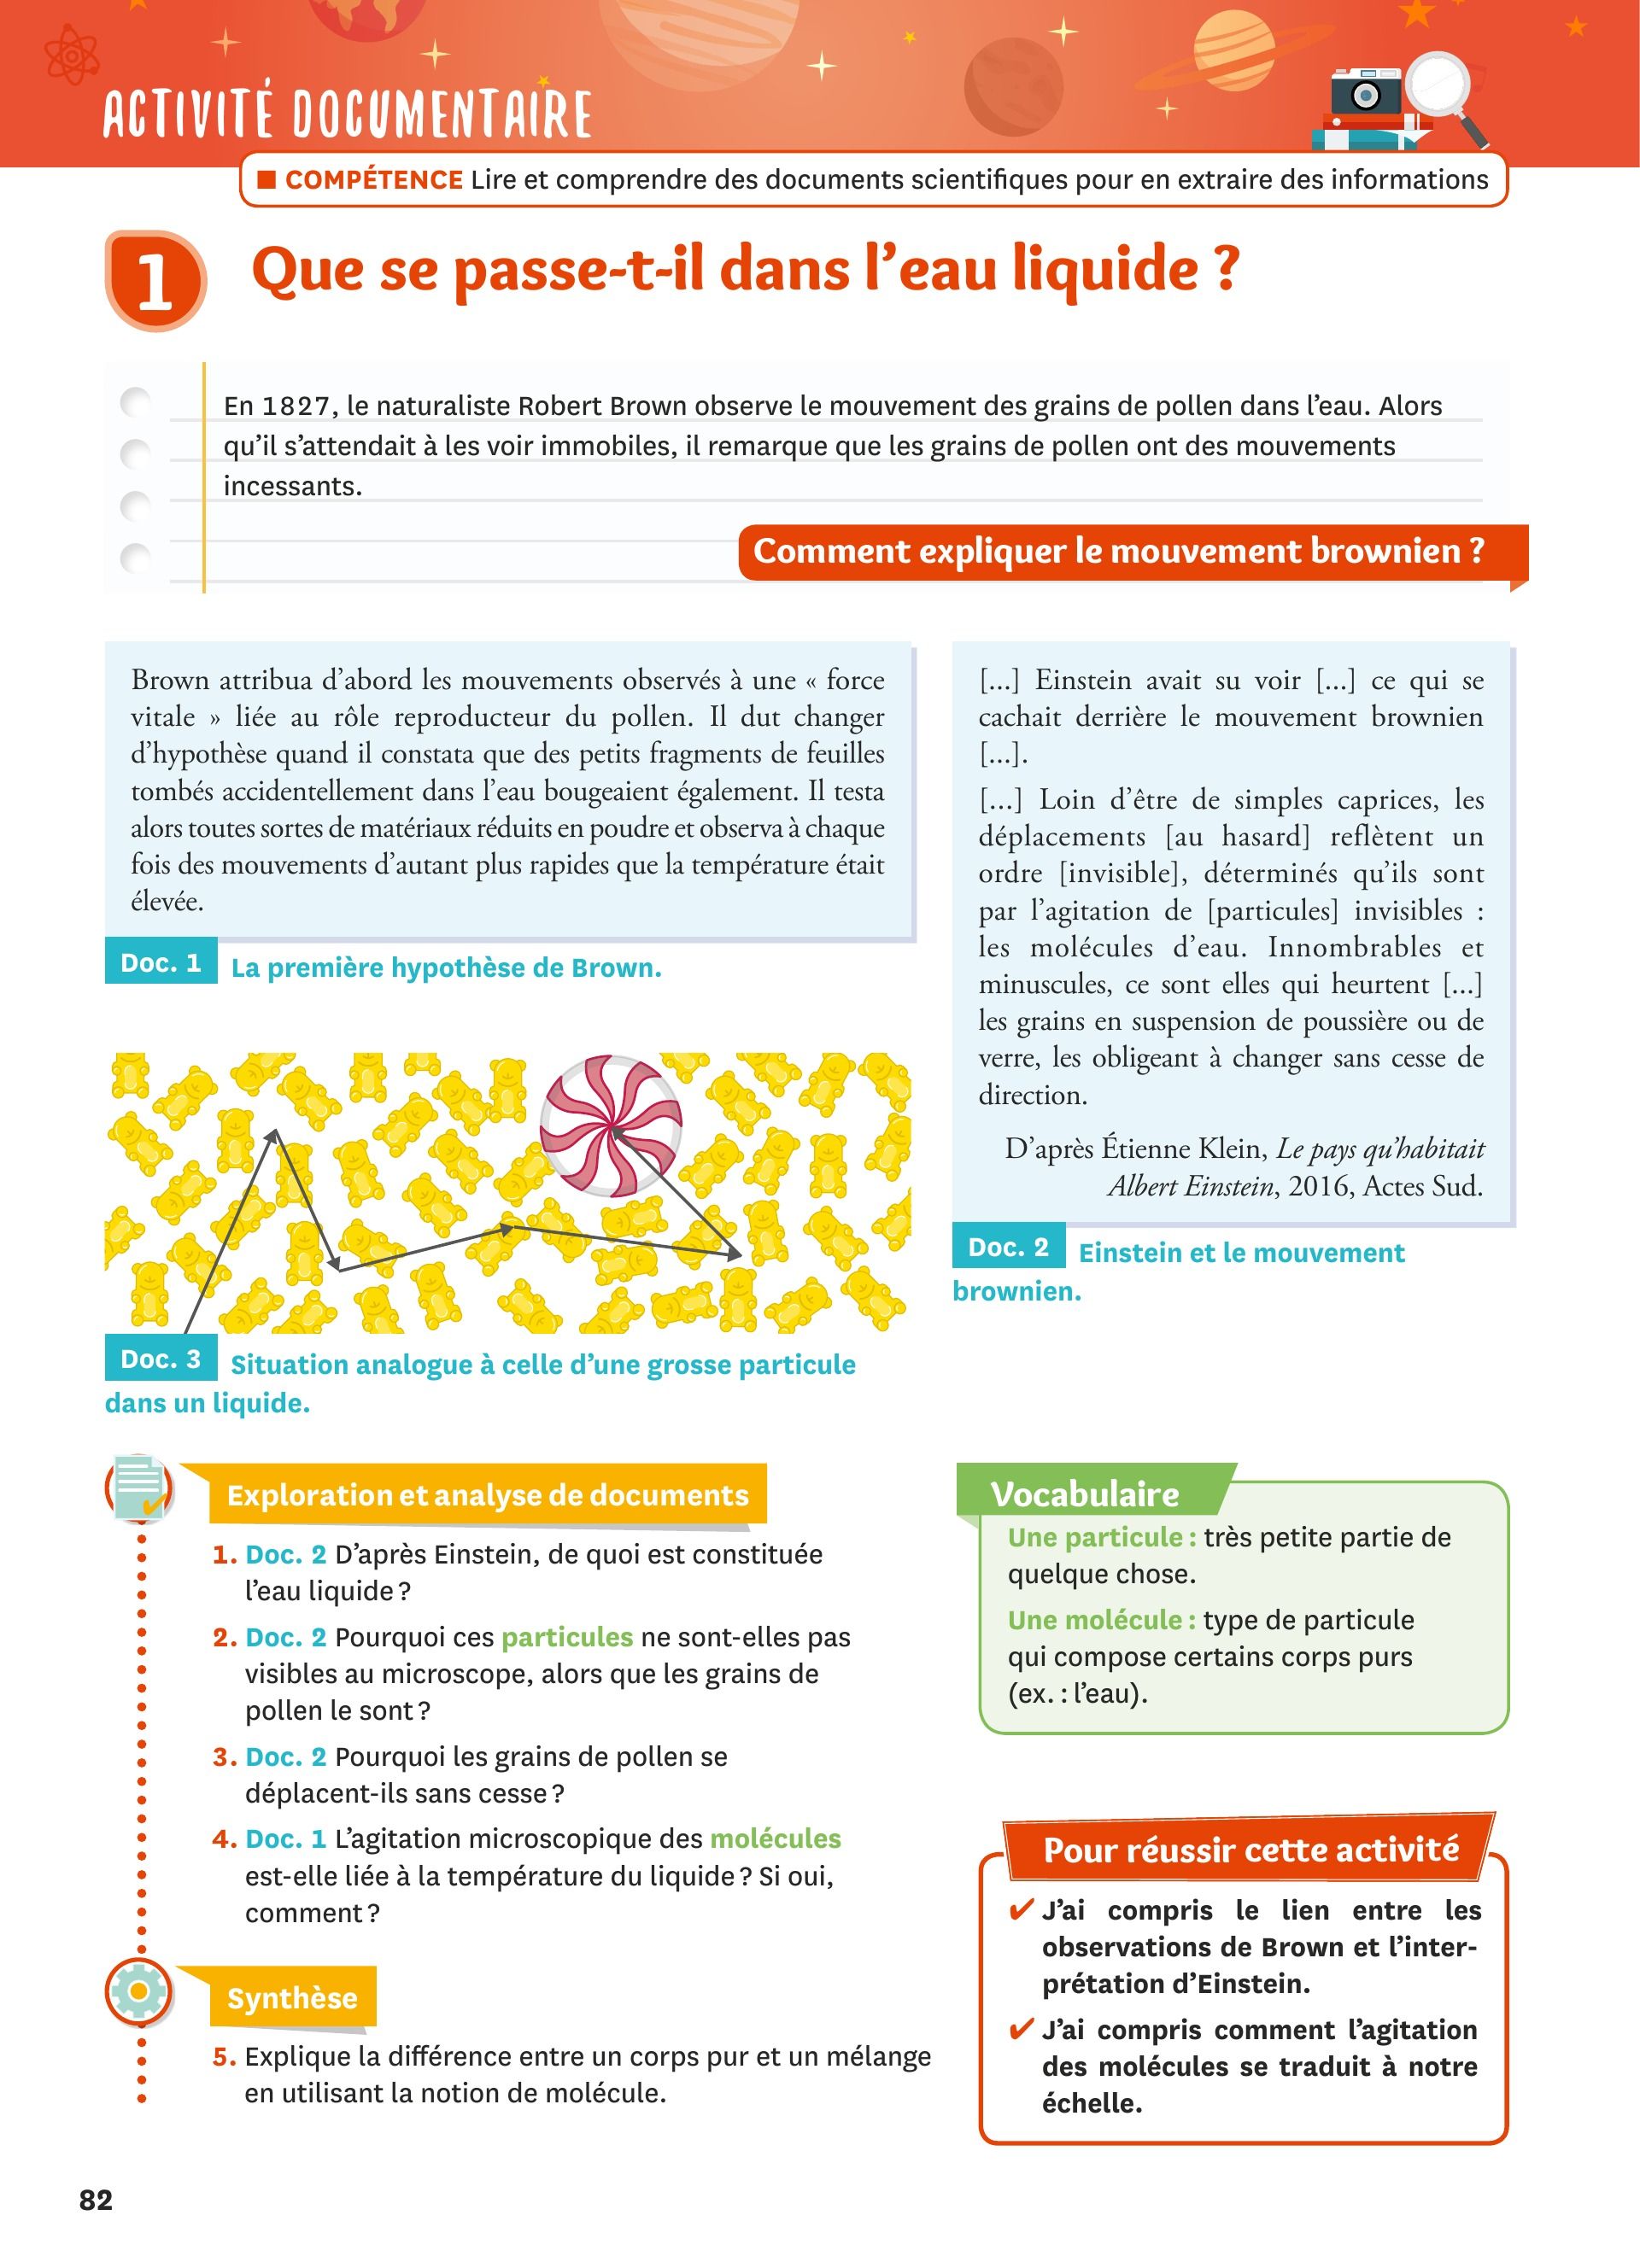 ACTIVITÉ DOCUMENTAIRE
■ COMPÉTENCE Lire et comprendre des documents scientifiques pour en extraire des informations
1 Que se passe-t-il dans l’eau liquide ?
En 1827, le naturaliste Robert Brown observe le mouvement des grains de pollen dans l’eau. Alors
qu’il s’attendait à les voir immobiles, il remarque que les grains de pollen ont des mouvements
incessants.
Comment expliquer le mouvement brownien ?
Brown attribua d’abord les mouvements observés à une « force
vitale » liée au rôle reproducteur du pollen. Il dut changer
d’hypothèse quand il constata que des petits fragments de feuilles
tombés accidentellement dans l’eau bougeaient également. Il testa
alors toutes sortes de matériaux réduits en poudre et observa à chaque
fois des mouvements d’autant plus rapides que la température était
élevée.
Doc. 1 La première hypothèse de Brown.
[...] Einstein avait su voir [...] ce qui se
cachait derrière le mouvement brownien
[...].
[...] Loin d’être de simples caprices, les
déplacements [au hasard] reflètent un
ordre [invisible], déterminés qu’ils sont
par l’agitation de [particules] invisibles :
les molécules d’eau. Innombrables et
minuscules, ce sont elles qui heurtent [...]
les grains en suspension de poussière ou de
verre, les obligeant à changer sans cesse de
direction.
D’après Étienne Klein, Le pays qu’habitait
Albert Einstein, 2016, Actes Sud.
Doc. 2 Einstein et le mouvement
brownien.
Doc. 3 Situation analogue à celle d’une grosse particule
dans un liquide.
Exploration et analyse de documents
1. Doc. 2 D’après Einstein, de quoi est constituée
l’eau liquide ?
2. Doc. 2 Pourquoi ces particules ne sont-elles pas
visibles au microscope, alors que les grains de
pollen le sont ?
3. Doc. 2 Pourquoi les grains de pollen se
déplacent-ils sans cesse ?
4. Doc. 1 L’agitation microscopique des molécules
est-elle liée à la température du liquide ? Si oui,
comment ?
Synthèse
5. Explique la différence entre un corps pur et un mélange
en utilisant la notion de molécule.
Vocabulaire
Une particule : très petite partie de
quelque chose.
Une molécule : type de particule
qui compose certains corps purs
(ex. : l’eau).
Pour réussir cette activité
✔ J’ai compris le lien entre les
observations de Brown et l’inter-
prétation d’Einstein.
✔ J’ai compris comment l’agitation
des molécules se traduit à notre
échelle.
82